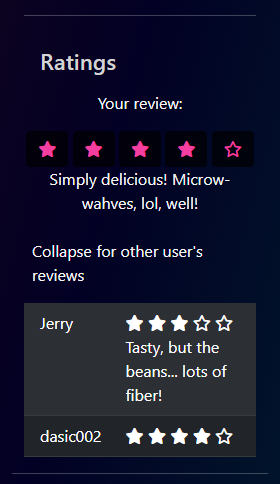 Ratings
Your review:
Simply delicious! Microw-
wahves, lol, well!
Collapse for other user's
reviews
Jerry
Tasty, but the
beans... lots of
fiber!
dasic002